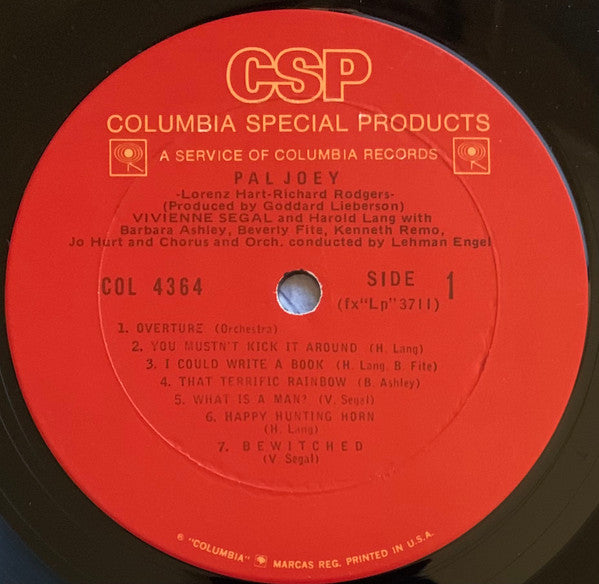 CSP
COLUMBIA SPECIAL PRODUCTS
A SERVICE OF COLUMBIA RECORDS
PAL JOEY
-Lorenz Hart-Richard Rodgers-
(Produced by Goddard Lieberson)
VIVIENNE SEGAL and Harold Lang with
Barbara Ashley, Beverly Fite, Kenneth Remo,
Jo Hurt and Chorus and Orch. conducted by Lehman Engel
COL 4364
SIDE 1
(fx"Lp"3711)
1. OVERTURE (Orchestra)
2. YOU MUSTN'T KICK IT AROUND (H. Lang)
3. I COULD WRITE A BOOK (H. Lang, B. Fite)
4. THAT TERRIFIC RAINBOW (B. Ashley)
5. WHAT IS A MAN? (V. Segal)
6. HAPPY HUNTING HORN
(H. Lang)
7. BEWITCHED
(V. Segal)
℗ "COLUMBIA" MARCAS REG. PRINTED IN U.S.A.